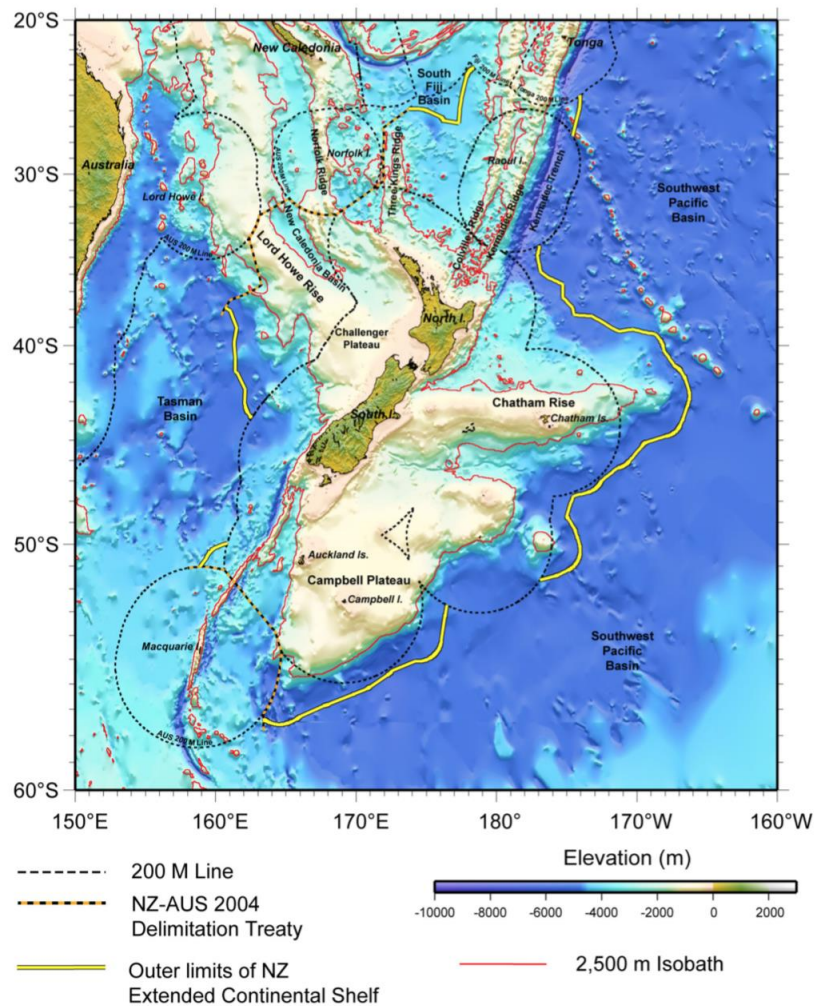 20°S
30°S
40°S
50°S
60°S
New Caledonia
Tonga
South
Fiji
Basin
Australia
Norfolk Ridge
Norfolk I.
Three Kings Ridge
Raoul I.
Lord Howe I.
AUS 200 M Line
AUS 200 M Line
New Caledonia Basin
Lord Howe Rise
Colville Ridge
Kermadec Ridge
Kermadec Trench
Southwest
Pacific
Basin
North I.
Challenger
Plateau
Tasman
Basin
South I.
Chatham Rise
Chatham Is.
Auckland Is.
Campbell Plateau
Campbell I.
Macquarie I.
AUS 200 M Line
Southwest
Pacific
Basin
150°E 160°E 170°E 180° 170°W 160°W
200 M Line
NZ-AUS 2004
Delimitation Treaty
Outer limits of NZ
Extended Continental Shelf
Elevation (m)
-10000 -8000 -6000 -4000 -2000 0 2000
2,500 m Isobath